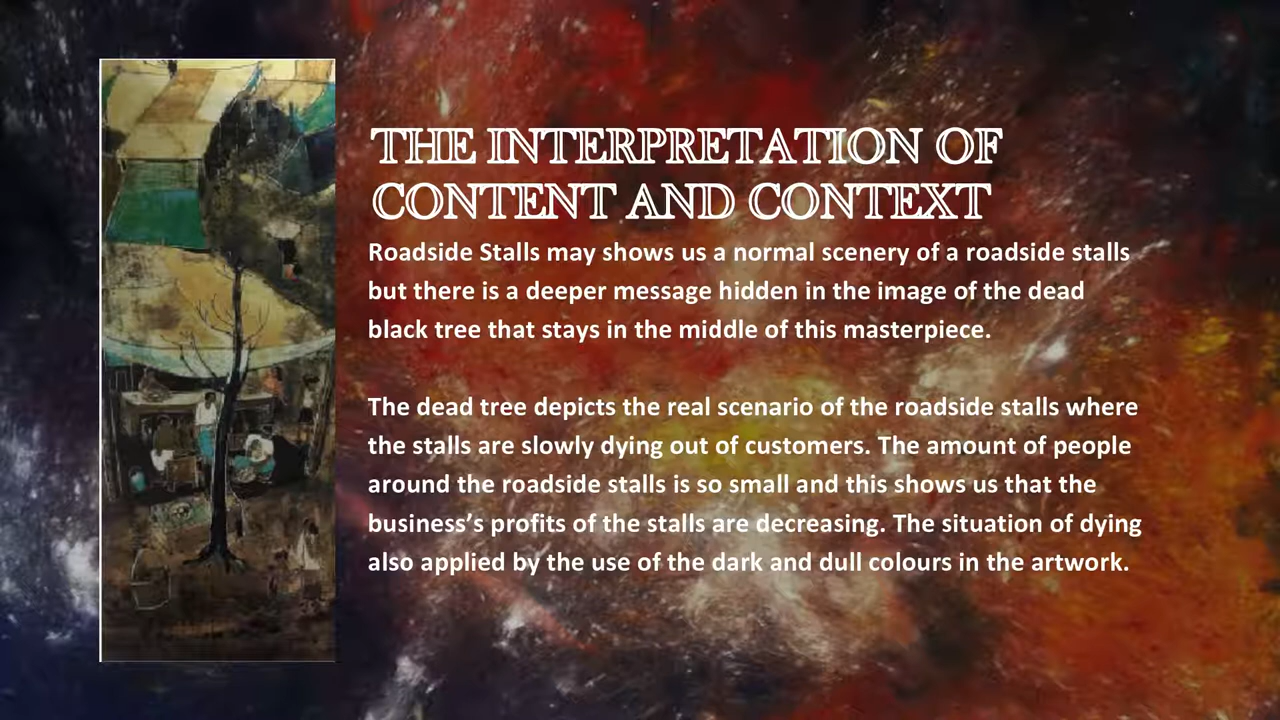 THE INTERPRETATION OF
CONTENT AND CONTEXT
Roadside Stalls may shows us a normal scenery of a roadside stalls
but there is a deeper message hidden in the image of the dead
black tree that stays in the middle of this masterpiece.
The dead tree depicts the real scenario of the roadside stalls where
the stalls are slowly dying out of customers. The amount of people
around the roadside stalls is so small and this shows us that the
business’s profits of the stalls are decreasing. The situation of dying
also applied by the use of the dark and dull colours in the artwork.